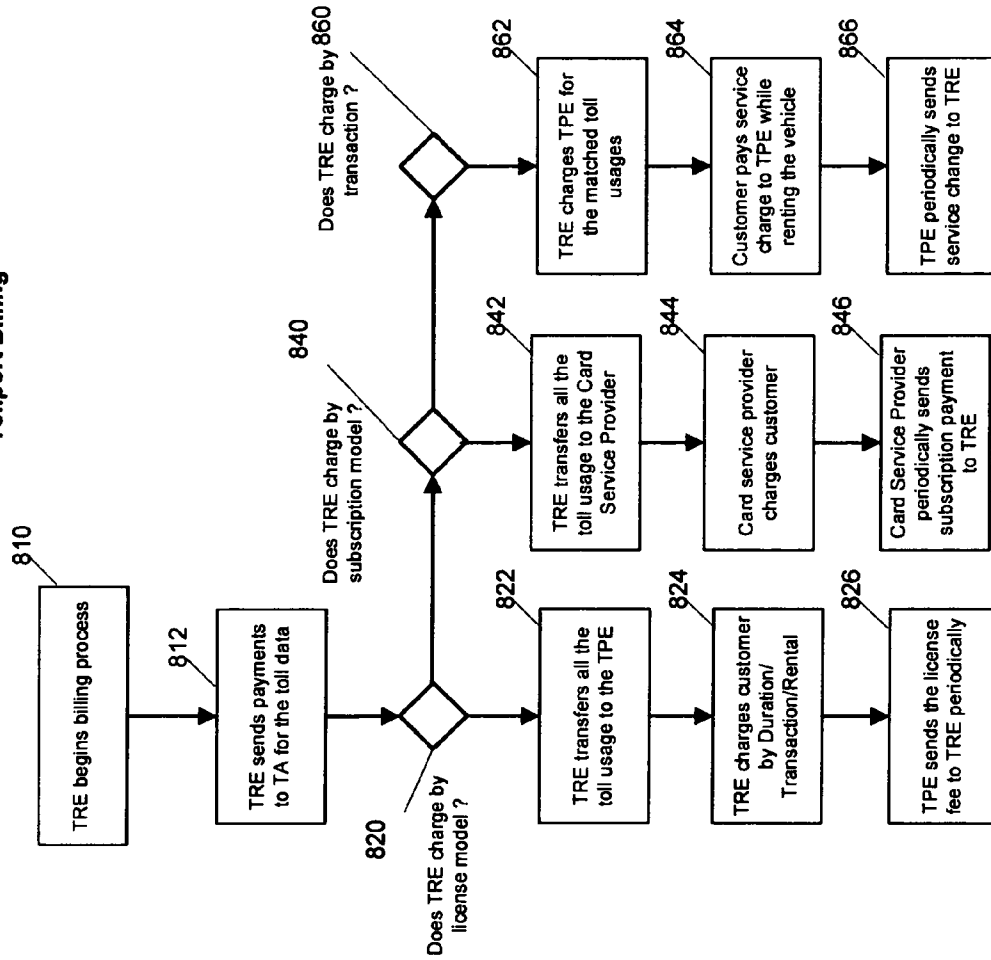 810
TRE begins billing process
812
TRE sends payments
to TA for the toll data
820
Does TRE charge by
license model ?
822
TRE transfers all the
toll usage to the TPE
824
TRE charges customer
by Duration/
Transaction/Rental
826
TPE sends the license
fee to TRE periodically
840
Does TRE charge by
subscription model ?
842
TRE transfers all the
toll usage to the Card
Service Provider
844
Card service provider
charges customer
846
Card Service Provider
periodically sends
subscription payment
to TRE
860
Does TRE charge by
transaction ?
862
TRE charges TPE for
the matched toll
usages
864
Customer pays service
charge to TPE while
renting the vehicle
866
TPE periodically sends
service change to TRE